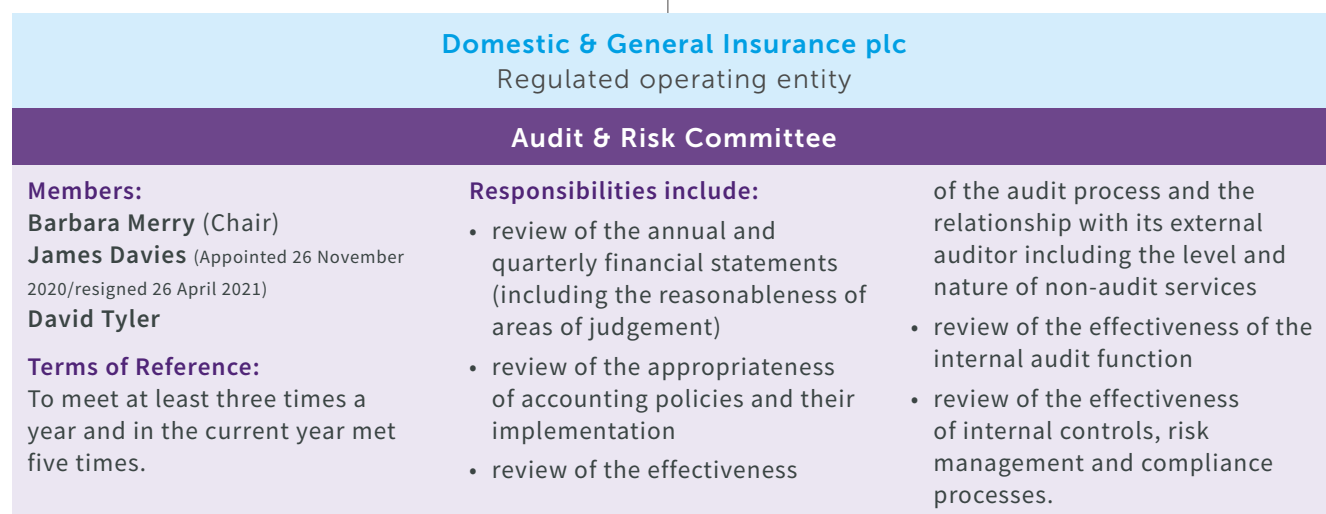 Domestic & General Insurance plc
Regulated operating entity
Audit & Risk Committee
Members:
Barbara Merry (Chair)
James Davies (Appointed 26 November
2020/resigned 26 April 2021)
David Tyler
Terms of Reference:
To meet at least three times a
year and in the current year met
five times.
Responsibilities include:
• review of the annual and
quarterly financial statements
(including the reasonableness of
areas of judgement)
• review of the appropriateness
of accounting policies and their
implementation
• review of the effectiveness
of the audit process and the
relationship with its external
auditor including the level and
nature of non-audit services
• review of the effectiveness of the
internal audit function
• review of the effectiveness
of internal controls, risk
management and compliance
processes.